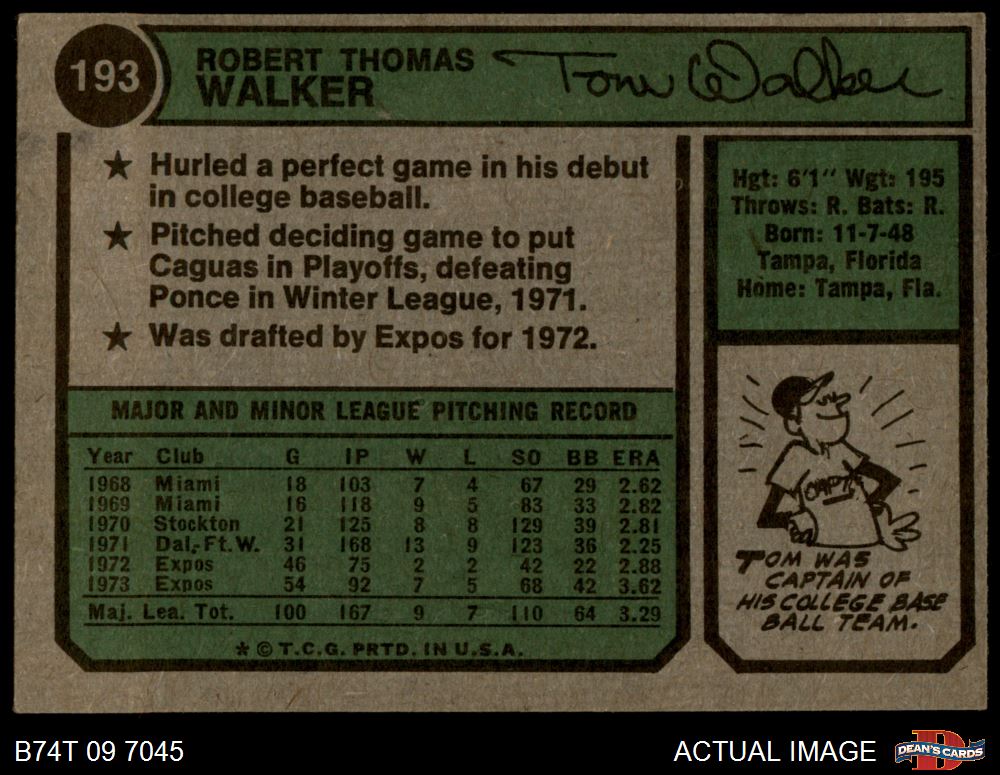 193
ROBERT THOMAS
WALKER
Tom Walker
★ Hurled a perfect game in his debut
in college baseball.
★ Pitched deciding game to put
Caguas in Playoffs, defeating
Ponce in Winter League, 1971.
★ Was drafted by Expos for 1972.
Hgt: 6'1" Wgt: 195
Throws: R. Bats: R.
Born: 11-7-48
Tampa, Florida
Home: Tampa, Fla.
MAJOR AND MINOR LEAGUE PITCHING RECORD
Year Club G IP W L SO BB ERA
1968 Miami 18 103 7 4 67 29 2.62
1969 Miami 16 118 9 5 83 33 2.82
1970 Stockton 21 125 8 8 129 39 2.81
1971 Dal.-Ft.W. 31 168 13 9 123 36 2.25
1972 Expos 46 75 2 2 42 22 2.88
1973 Expos 54 92 7 5 68 42 3.62
Maj. Lea. Tot. 100 167 9 7 110 64 3.29
* © T.C.G. PRTD. IN U.S.A.
CAPT.
TOM WAS
CAPTAIN OF
HIS COLLEGE BASE
BALL TEAM.
B74T 09 7045
ACTUAL IMAGE
DEAN'S CARDS